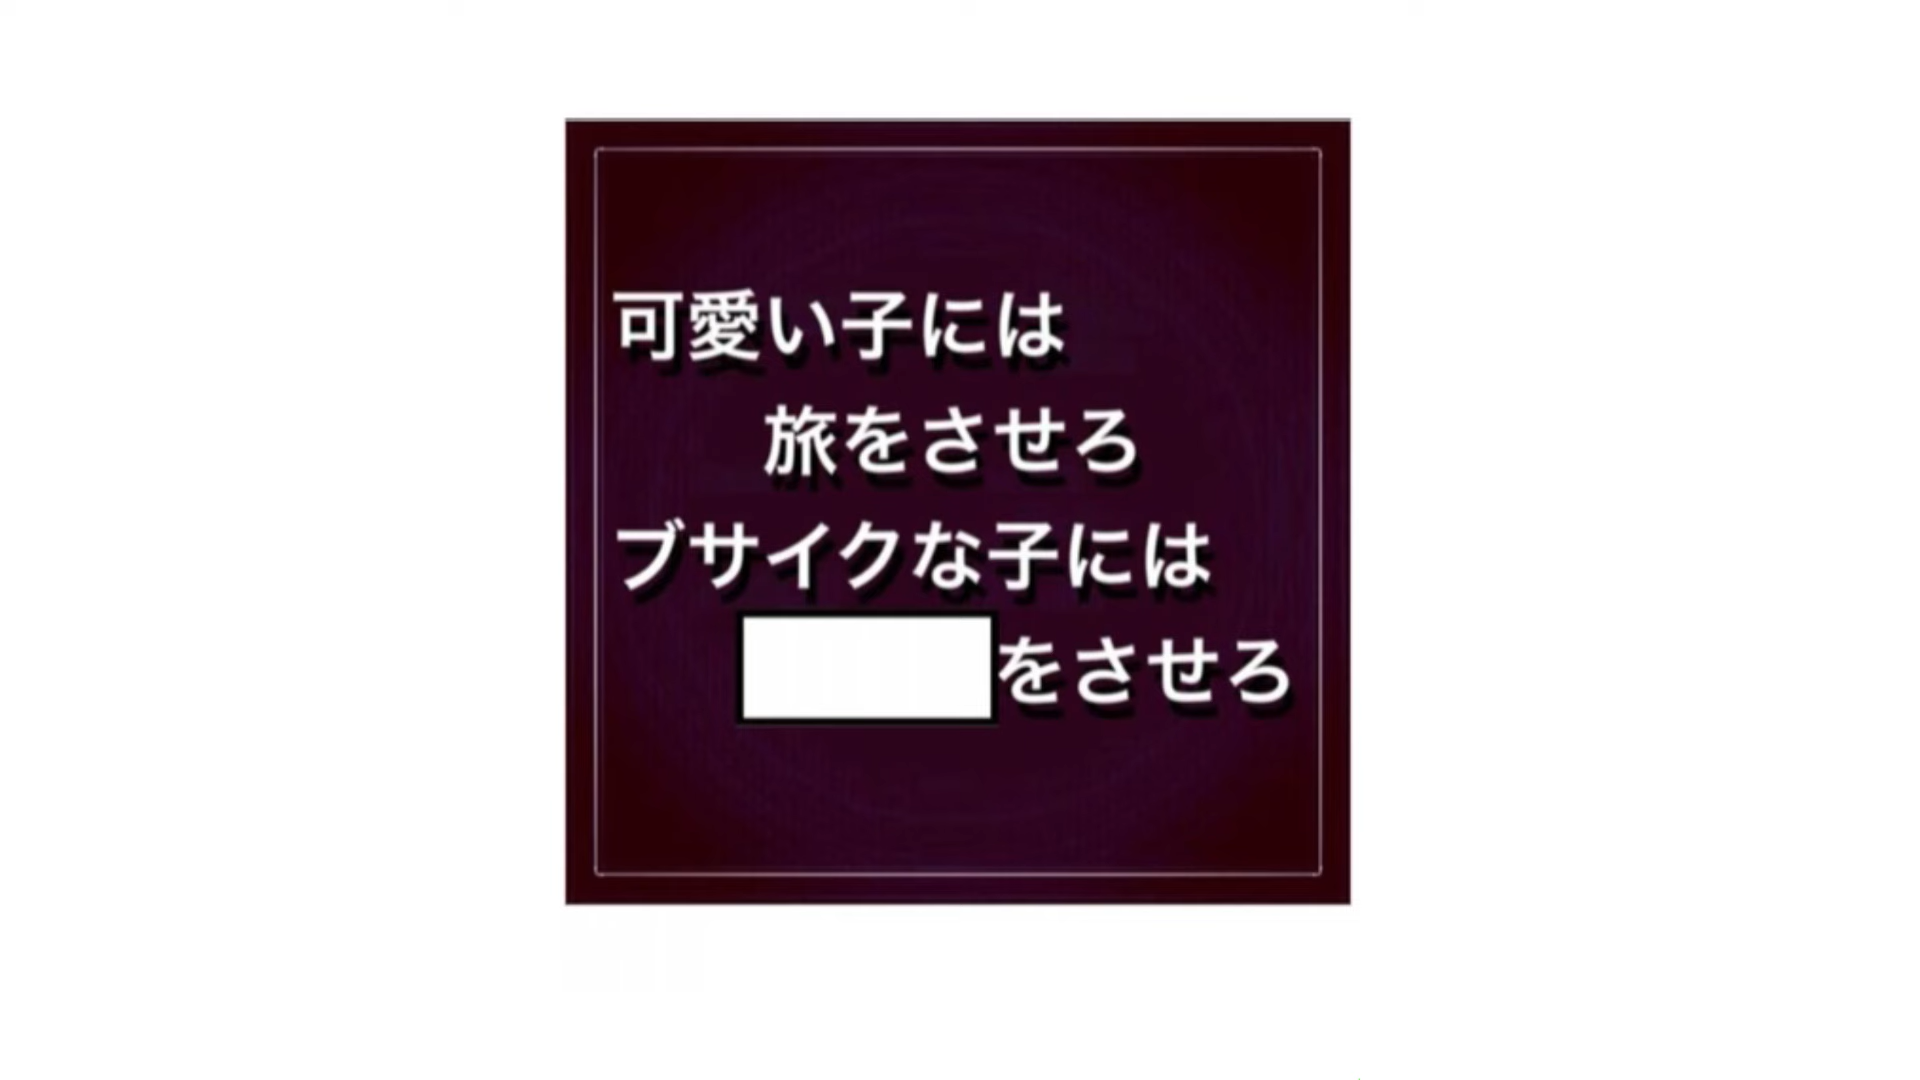 可愛い子には
旅をさせろ
ブサイクな子には
をさせろ